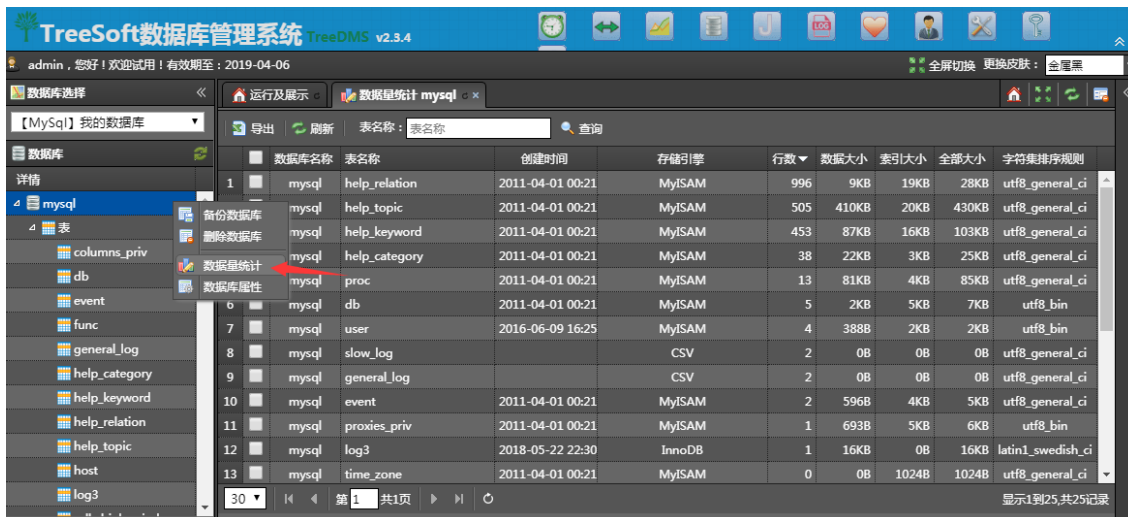 TreeSoft数据库管理系统 TreeDMS v2.3.4
LOG
admin，您好！欢迎试用！有效期至：2019-04-06 全屏切换 更换皮肤： 金属黑
数据库选择 运行及展示 数据量统计 mysql
【MySql】我的数据库 导出 刷新 表名称： 表名称 查询
数据库
详情
数据库名称 表名称 创建时间 存储引擎 行数 数据大小 索引大小 全部大小 字符集排序规则
1 mysql help_relation 2011-04-01 00:21 MyISAM 996 9KB 19KB 28KB utf8_general_ci
mysql help_topic 2011-04-01 00:21 MyISAM 505 410KB 20KB 430KB utf8_general_ci
mysql help_keyword 2011-04-01 00:21 MyISAM 453 87KB 16KB 103KB utf8_general_ci
mysql help_category 2011-04-01 00:21 MyISAM 38 22KB 3KB 25KB utf8_general_ci
mysql proc 2011-04-01 00:21 MyISAM 13 81KB 4KB 85KB utf8_general_ci
6 mysql db 2011-04-01 00:21 MyISAM 5 2KB 5KB 7KB utf8_bin
7 mysql user 2016-06-09 16:25 MyISAM 4 388B 2KB 2KB utf8_bin
8 mysql slow_log CSV 2 0B 0B 0B utf8_general_ci
9 mysql general_log CSV 2 0B 0B 0B utf8_general_ci
10 mysql event 2011-04-01 00:21 MyISAM 2 596B 4KB 5KB utf8_general_ci
11 mysql proxies_priv 2011-04-01 00:21 MyISAM 1 693B 5KB 6KB utf8_bin
12 mysql log3 2018-05-22 22:30 InnoDB 1 16KB 0B 16KB latin1_swedish_ci
13 mysql time_zone 2011-04-01 00:21 MyISAM 0 0B 1024B 1024B utf8_general_ci
mysql
表
columns_priv
db
event
func
general_log
help_category
help_keyword
help_relation
help_topic
host
log3
备份数据库
删除数据库
数据量统计
数据库属性
30 第 1 共1页 显示1到25,共25记录